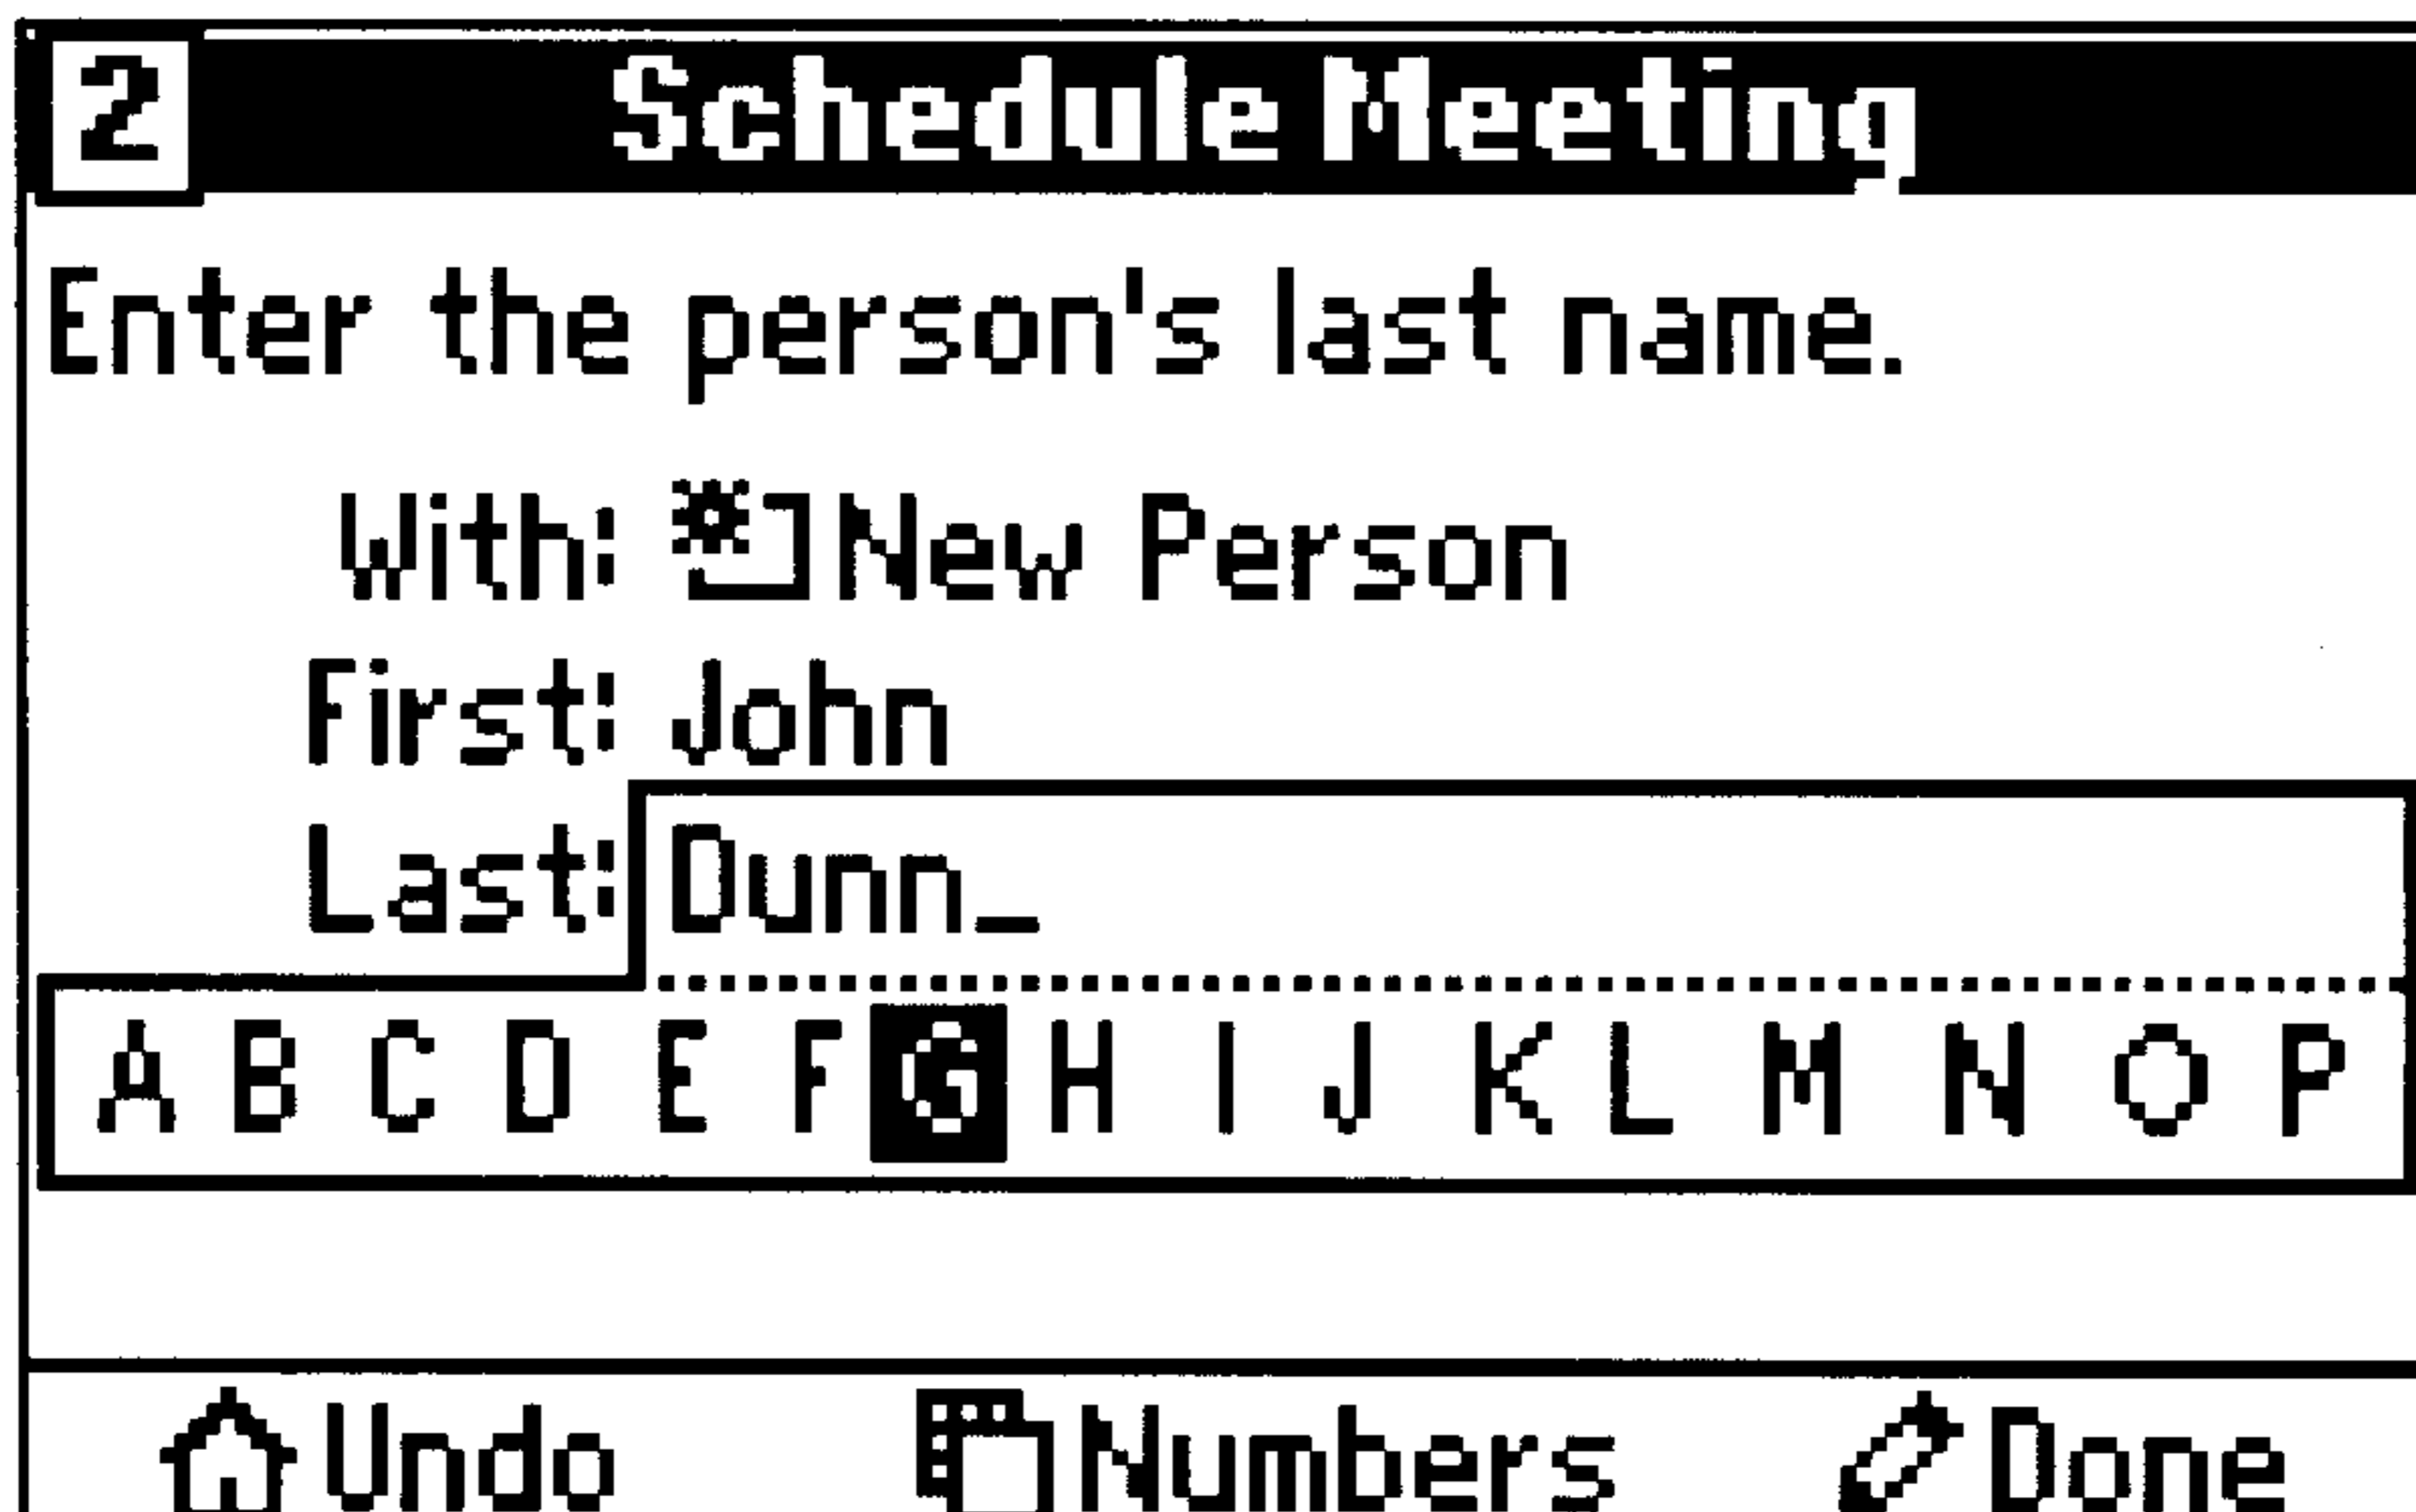 2 Schedule Meeting
Enter the person's last name.
With: New Person
First: John
Last: Dunn_
A B C D E F G H I J K L M N O P
Undo Numbers Done